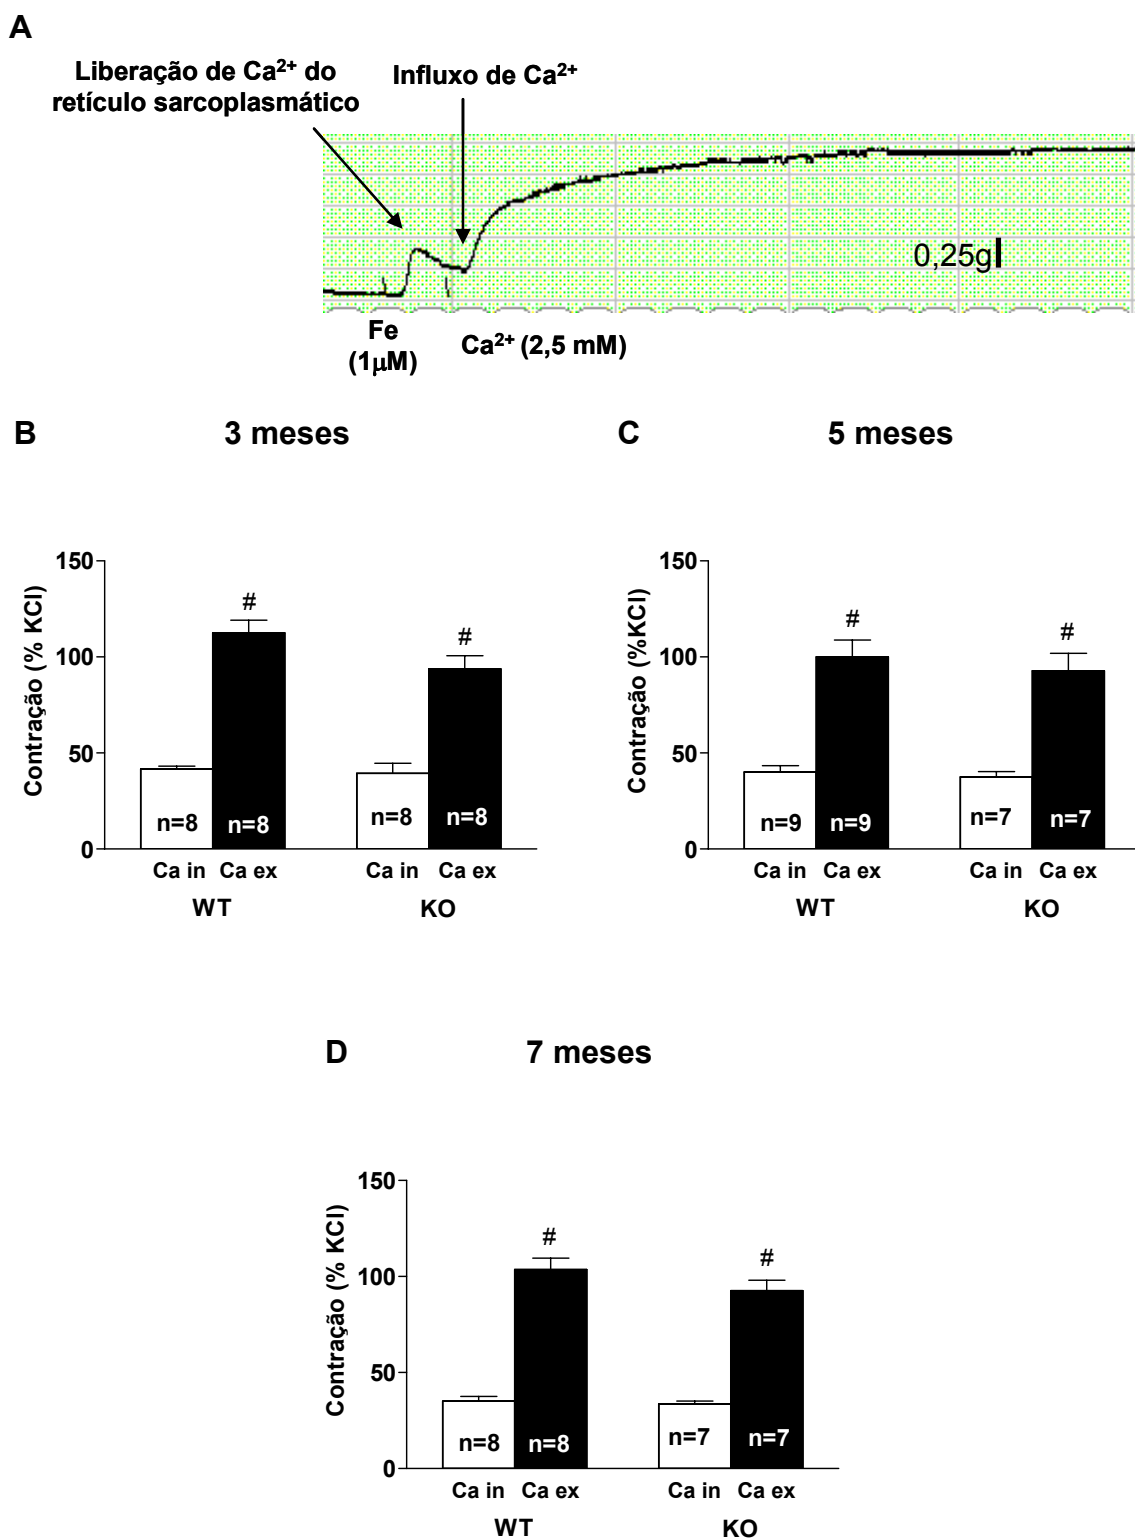 A
Liberação de Ca²⁺ do
retículo sarcoplasmático
Influxo de Ca²⁺
0,25g
Fe
(1μM)
Ca²⁺ (2,5 mM)
B
3 meses
Contração (% KCl)
150
100
50
0
#
#
n=8
n=8
n=8
n=8
Ca in
Ca ex
Ca in
Ca ex
WT
KO
C
5 meses
Contração (%KCl)
150
100
50
0
#
#
n=9
n=9
n=7
n=7
Ca in
Ca ex
Ca in
Ca ex
WT
KO
D
7 meses
Contração (% KCl)
150
100
50
0
#
#
n=8
n=8
n=7
n=7
Ca in
Ca ex
Ca in
Ca ex
WT
KO